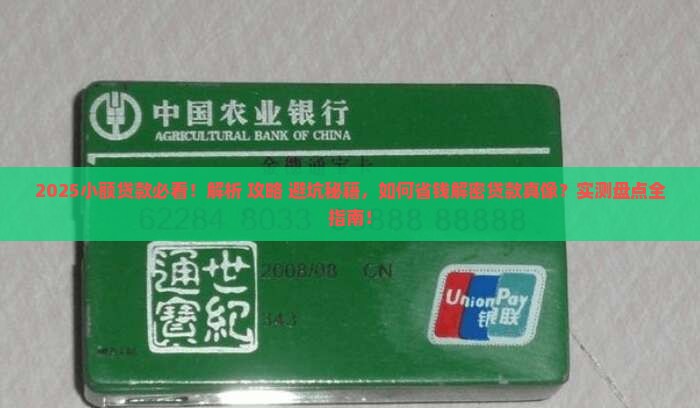 中国农业银行
AGRICULTURAL BANK OF CHINA
2025小额贷款必看！解析 攻略 避坑秘籍，如何省钱解密贷款真像？实测盘点全
指南！
62284 8033 888 88888
2008/08 CN
世紀
通寶
343
UnionPay
银联